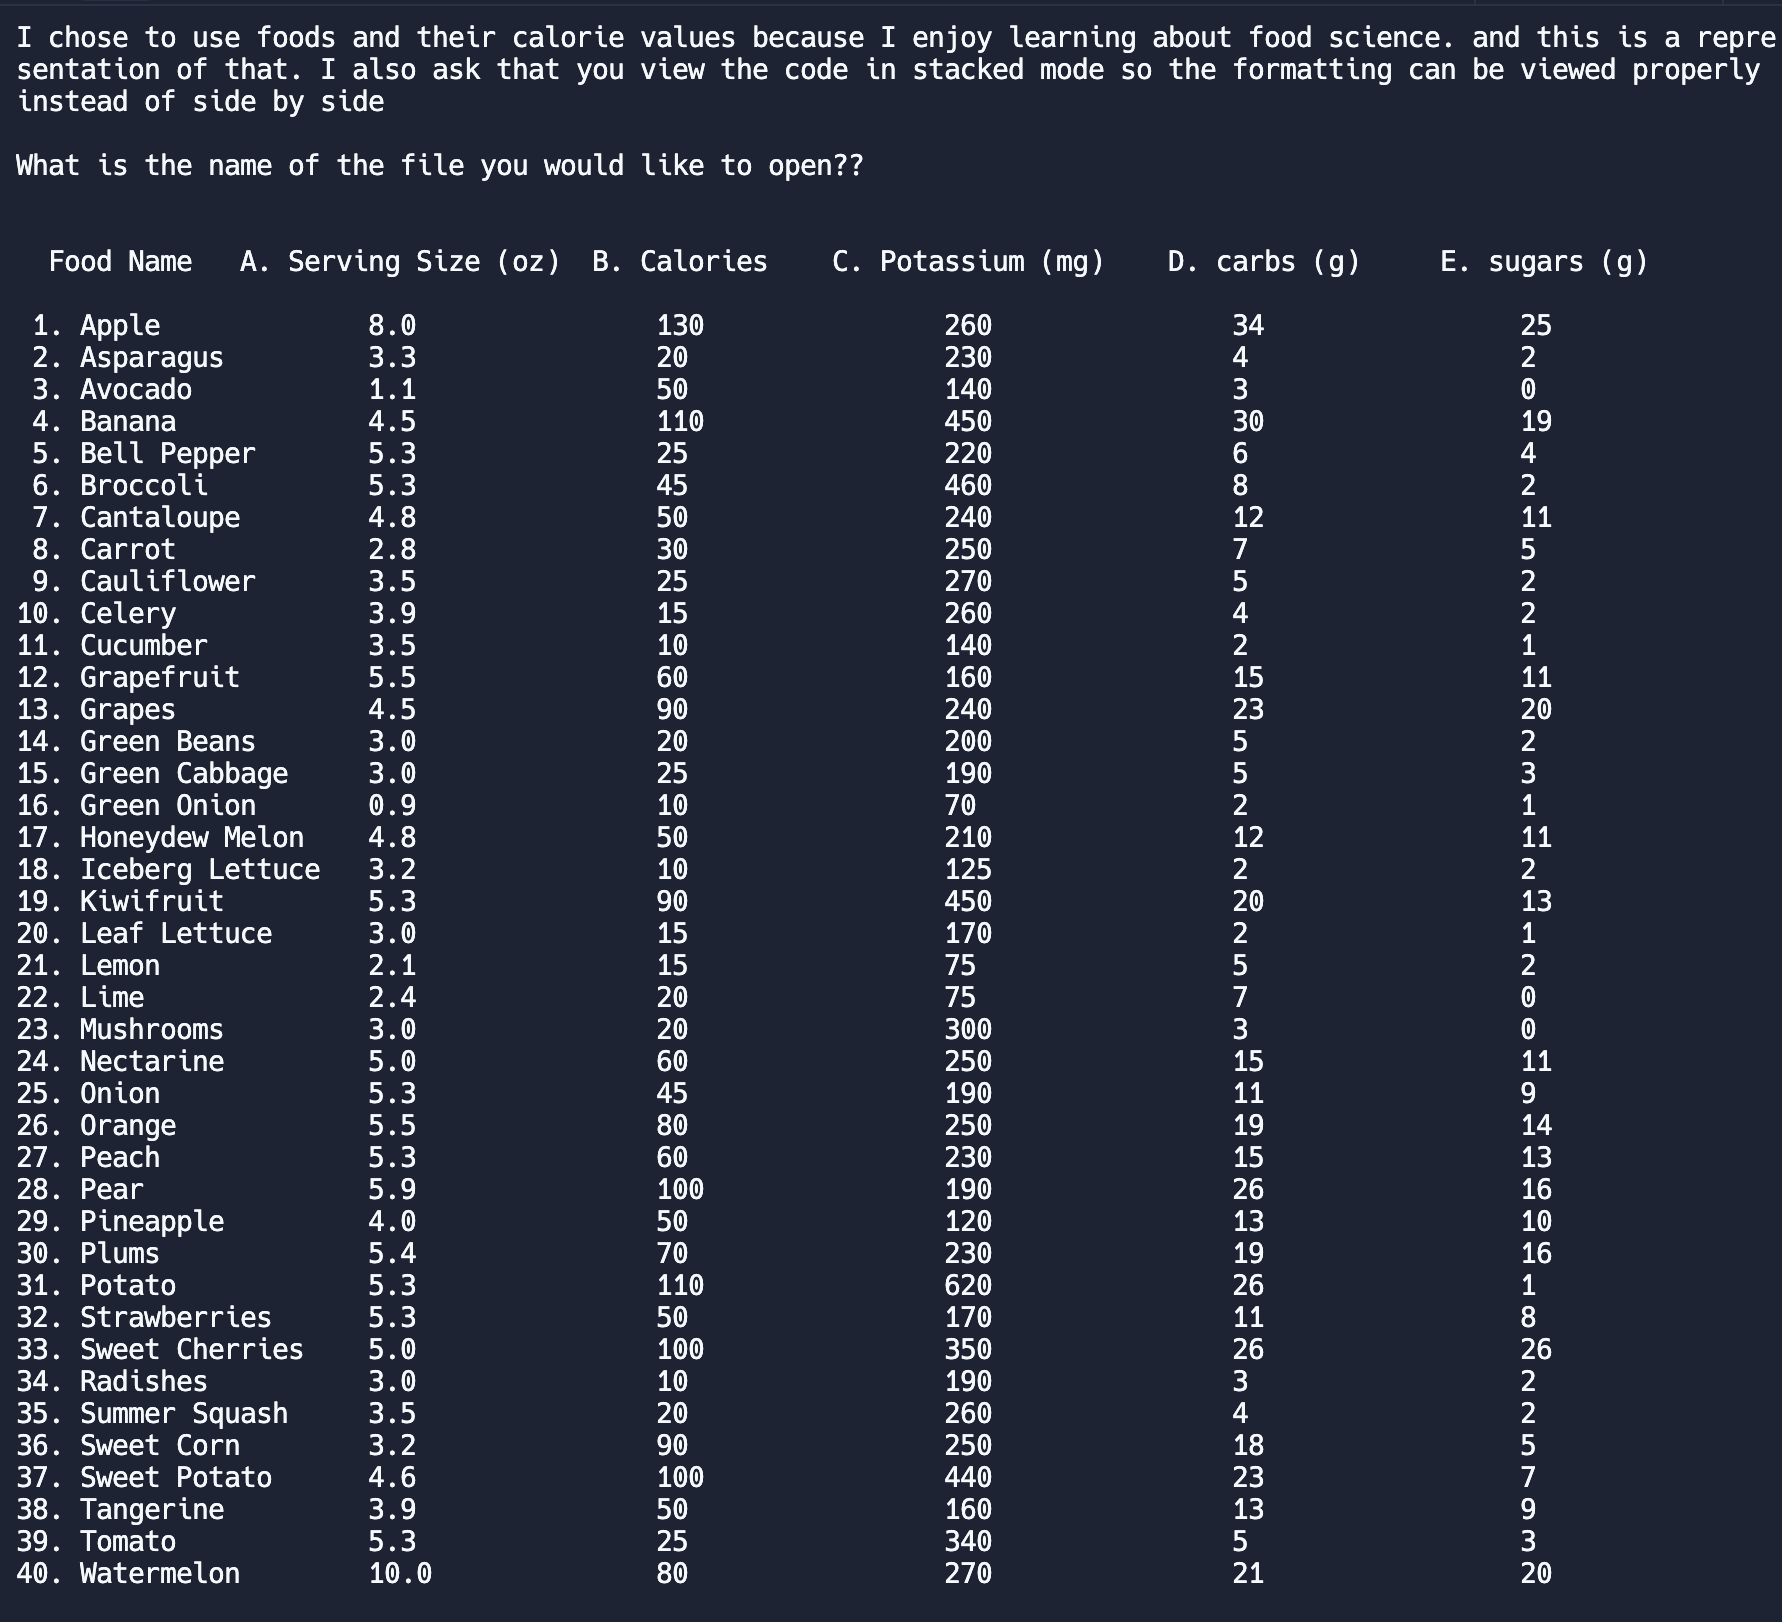 I chose to use foods and their calorie values because I enjoy learning about food science. and this is a repre
sentation of that. I also ask that you view the code in stacked mode so the formatting can be viewed properly
instead of side by side
What is the name of the file you would like to open??
Food Name A. Serving Size (oz) B. Calories C. Potassium (mg) D. carbs (g) E. sugars (g)
1. Apple 8.0 130 260 34 25
2. Asparagus 3.3 20 230 4 2
3. Avocado 1.1 50 140 3 0
4. Banana 4.5 110 450 30 19
5. Bell Pepper 5.3 25 220 6 4
6. Broccoli 5.3 45 460 8 2
7. Cantaloupe 4.8 50 240 12 11
8. Carrot 2.8 30 250 7 5
9. Cauliflower 3.5 25 270 5 2
10. Celery 3.9 15 260 4 2
11. Cucumber 3.5 10 140 2 1
12. Grapefruit 5.5 60 160 15 11
13. Grapes 4.5 90 240 23 20
14. Green Beans 3.0 20 200 5 2
15. Green Cabbage 3.0 25 190 5 3
16. Green Onion 0.9 10 70 2 1
17. Honeydew Melon 4.8 50 210 12 11
18. Iceberg Lettuce 3.2 10 125 2 2
19. Kiwifruit 5.3 90 450 20 13
20. Leaf Lettuce 3.0 15 170 2 1
21. Lemon 2.1 15 75 5 2
22. Lime 2.4 20 75 7 0
23. Mushrooms 3.0 20 300 3 0
24. Nectarine 5.0 60 250 15 11
25. Onion 5.3 45 190 11 9
26. Orange 5.5 80 250 19 14
27. Peach 5.3 60 230 15 13
28. Pear 5.9 100 190 26 16
29. Pineapple 4.0 50 120 13 10
30. Plums 5.4 70 230 19 16
31. Potato 5.3 110 620 26 1
32. Strawberries 5.3 50 170 11 8
33. Sweet Cherries 5.0 100 350 26 26
34. Radishes 3.0 10 190 3 2
35. Summer Squash 3.5 20 260 4 2
36. Sweet Corn 3.2 90 250 18 5
37. Sweet Potato 4.6 100 440 23 7
38. Tangerine 3.9 50 160 13 9
39. Tomato 5.3 25 340 5 3
40. Watermelon 10.0 80 270 21 20